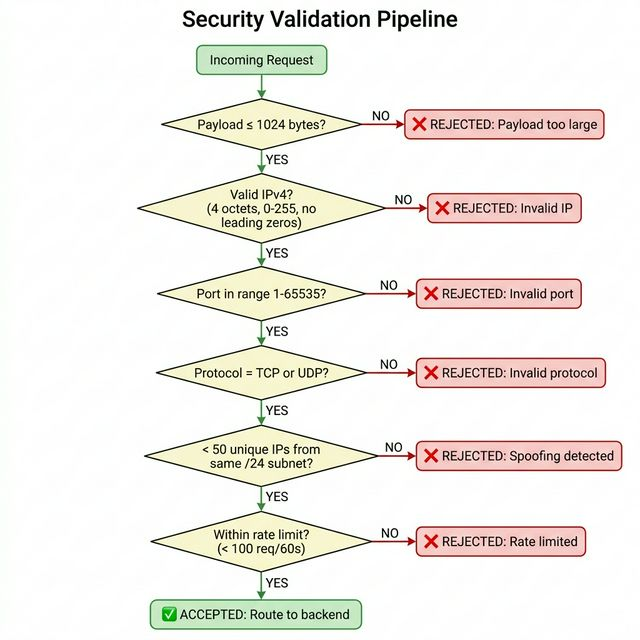 Security Validation Pipeline
Incoming Request
Payload ≤ 1024 bytes?
NO
❌ REJECTED: Payload too large
YES
Valid IPv4?
(4 octets, 0-255, no
leading zeros)
NO
❌ REJECTED: Invalid IP
YES
Port in range 1-65535?
NO
❌ REJECTED: Invalid port
YES
Protocol = TCP or UDP?
NO
❌ REJECTED: Invalid protocol
YES
< 50 unique IPs from
same /24 subnet?
NO
❌ REJECTED: Spoofing detected
YES
Within rate limit?
(< 100 req/60s)
NO
❌ REJECTED: Rate limited
YES
✅ ACCEPTED: Route to backend